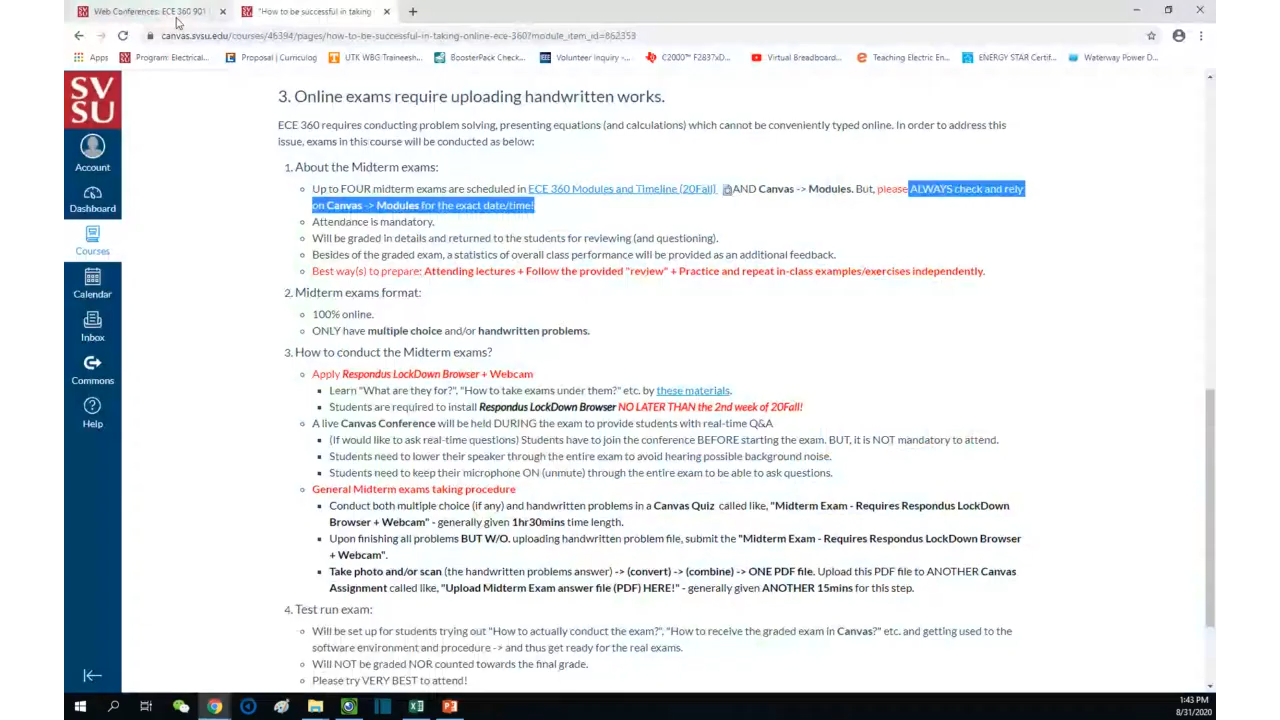 Web Conferences: ECE 360 901
"How to be successful in taking
canvas.svsu.edu/courses/46394/pages/how-to-be-successful-in-taking-online-ece-360?module_item_id=862353
Apps
Program: Electrical...
Proposal | Curriculog
UTK WBG Traineesh...
BoosterPack Check...
IEEE
Volunteer Inquiry -...
C2000™ F2837xD...
Virtual Breadboard...
Teaching Electric En...
ENERGY STAR Certif...
Waterway Power D...
SV
SU
Account
Dashboard
Courses
Calendar
Inbox
Commons
Help
3. Online exams require uploading handwritten works.
ECE 360 requires conducting problem solving, presenting equations (and calculations) which cannot be conveniently typed online. In order to address this
issue, exams in this course will be conducted as below:
1. About the Midterm exams:
Up to FOUR midterm exams are scheduled in ECE 360 Modules and Timeline (20Fall) AND Canvas -> Modules. But, please ALWAYS check and rely
on Canvas -> Modules for the exact date/time!
Attendance is mandatory.
Will be graded in details and returned to the students for reviewing (and questioning).
Besides of the graded exam, a statistics of overall class performance will be provided as an additional feedback.
Best way(s) to prepare: Attending lectures + Follow the provided "review" + Practice and repeat in-class examples/exercises independently.
2. Midterm exams format:
100% online.
ONLY have multiple choice and/or handwritten problems.
3. How to conduct the Midterm exams?
Apply Respondus LockDown Browser + Webcam
Learn "What are they for?", "How to take exams under them?" etc. by these materials.
Students are required to install Respondus LockDown Browser NO LATER THAN the 2nd week of 20Fall!
A live Canvas Conference will be held DURING the exam to provide students with real-time Q&A
(If would like to ask real-time questions) Students have to join the conference BEFORE starting the exam. BUT, it is NOT mandatory to attend.
Students need to lower their speaker through the entire exam to avoid hearing possible background noise.
Students need to keep their microphone ON (unmute) through the entire exam to be able to ask questions.
General Midterm exams taking procedure
Conduct both multiple choice (if any) and handwritten problems in a Canvas Quiz called like, "Midterm Exam - Requires Respondus LockDown
Browser + Webcam" - generally given 1hr30mins time length.
Upon finishing all problems BUT W/O. uploading handwritten problem file, submit the "Midterm Exam - Requires Respondus LockDown Browser
+ Webcam".
Take photo and/or scan (the handwritten problems answer) -> (convert) -> (combine) -> ONE PDF file. Upload this PDF file to ANOTHER Canvas
Assignment called like, "Upload Midterm Exam answer file (PDF) HERE!" - generally given ANOTHER 15mins for this step.
4. Test run exam:
Will be set up for students trying out "How to actually conduct the exam?", "How to receive the graded exam in Canvas?" etc. and getting used to the
software environment and procedure -> and thus get ready for the real exams.
Will NOT be graded NOR counted towards the final grade.
Please try VERY BEST to attend!
1:43 PM
8/31/2020